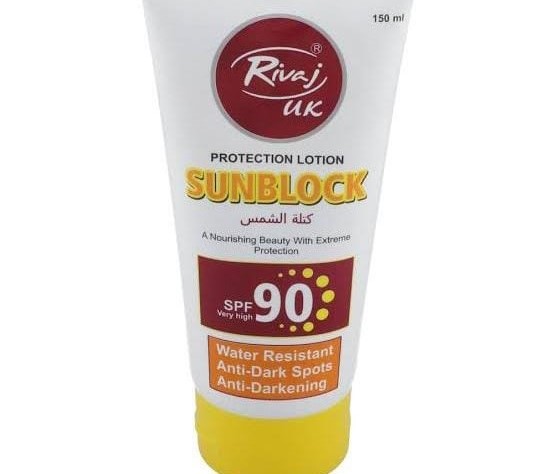 150 ml
Rivaj®
UK
PROTECTION LOTION
SUNBLOCK
كتلة الشمس
A Nourishing Beauty With Extreme
Protection
SPF 90
Very high
Water Resistant
Anti-Dark Spots
Anti-Darkening